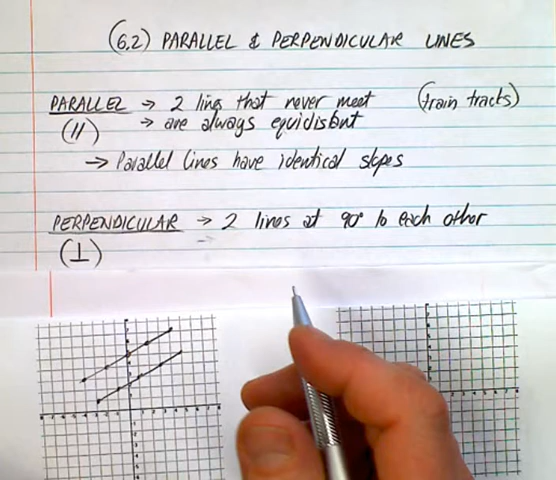 (6.2) PARALLEL & PERPENDICULAR LINES
PARALLEL → 2 lines that never meet (train tracks)
(//) → are always equidistant
→ Parallel Lines have identical slopes
PERPENDICULAR → 2 lines at 90° to each other
(⊥) →